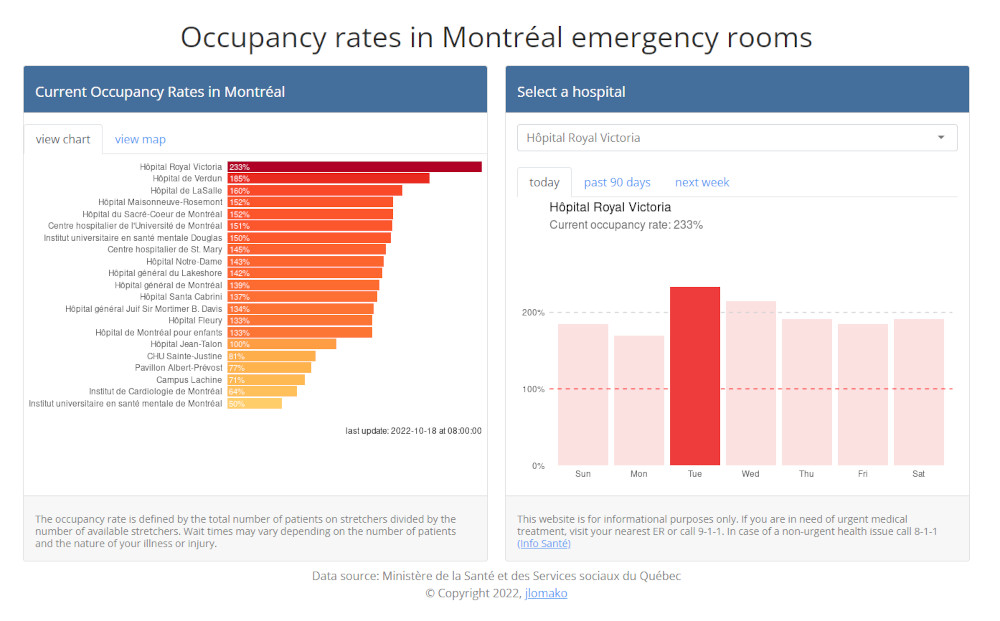 Occupancy rates in Montréal emergency rooms
Current Occupancy Rates in Montréal
view chart view map
Hôpital Royal Victoria 233%
Hôpital de Verdun 185%
Hôpital de LaSalle 160%
Hôpital Maisonneuve-Rosemont 152%
Hôpital du Sacré-Coeur de Montréal 152%
Centre hospitalier de l'Université de Montréal 151%
Institut universitaire en santé mentale Douglas 150%
Centre hospitalier de St. Mary 145%
Hôpital Notre-Dame 143%
Hôpital général du Lakeshore 142%
Hôpital général de Montréal 139%
Hôpital Santa Cabrini 137%
Hôpital général Juif Sir Mortimer B. Davis 134%
Hôpital Fleury 133%
Hôpital de Montréal pour enfants 133%
Hôpital Jean-Talon 100%
CHU Sainte-Justine 81%
Pavillon Albert-Prévost 77%
Campus Lachine 71%
Institut de Cardiologie de Montréal 64%
Institut universitaire en santé mentale de Montréal 50%
last update: 2022-10-18 at 08:00:00
The occupancy rate is defined by the total number of patients on stretchers divided by the
number of available stretchers. Wait times may vary depending on the number of patients
and the nature of your illness or injury.
Select a hospital
Hôpital Royal Victoria
today past 90 days next week
Hôpital Royal Victoria
Current occupancy rate: 233%
200%
100%
0%
Sun Mon Tue Wed Thu Fri Sat
This website is for informational purposes only. If you are in need of urgent medical
treatment, visit your nearest ER or call 9-1-1. In case of a non-urgent health issue call 8-1-1
(Info Santé)
Data source: Ministère de la Santé et des Services sociaux du Québec
© Copyright 2022, jlomako